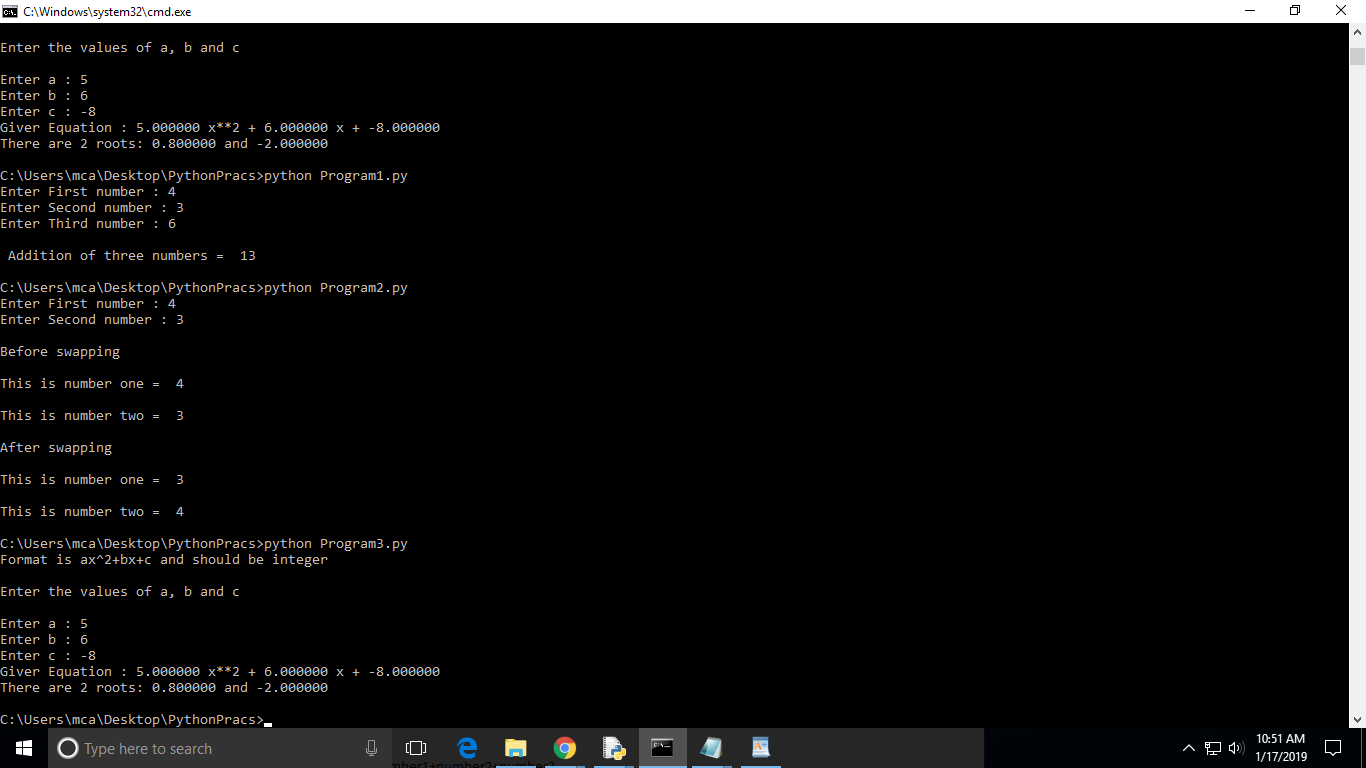 C:\Windows\system32\cmd.exe
Enter the values of a, b and c
Enter a : 5
Enter b : 6
Enter c : -8
Giver Equation : 5.000000 x**2 + 6.000000 x + -8.000000
There are 2 roots: 0.800000 and -2.000000
C:\Users\mca\Desktop\PythonPracs>python Program1.py
Enter First number : 4
Enter Second number : 3
Enter Third number : 6
Addition of three numbers =  13
C:\Users\mca\Desktop\PythonPracs>python Program2.py
Enter First number : 4
Enter Second number : 3
Before swapping
This is number one =  4
This is number two =  3
After swapping
This is number one =  3
This is number two =  4
C:\Users\mca\Desktop\PythonPracs>python Program3.py
Format is ax^2+bx+c and should be integer
Enter the values of a, b and c
Enter a : 5
Enter b : 6
Enter c : -8
Giver Equation : 5.000000 x**2 + 6.000000 x + -8.000000
There are 2 roots: 0.800000 and -2.000000
C:\Users\mca\Desktop\PythonPracs>
Type here to search
10:51 AM
1/17/2019